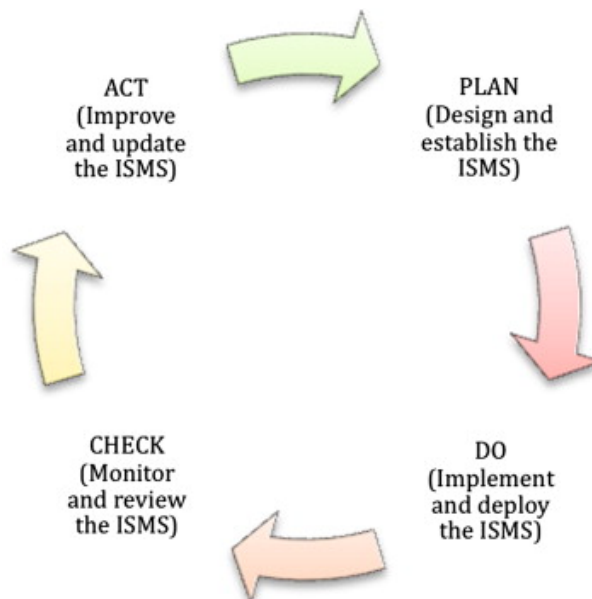 ACT
(Improve
and update
the ISMS)
PLAN
(Design and
establish the
ISMS)
DO
(Implement
and deploy
the ISMS)
CHECK
(Monitor
and review
the ISMS)